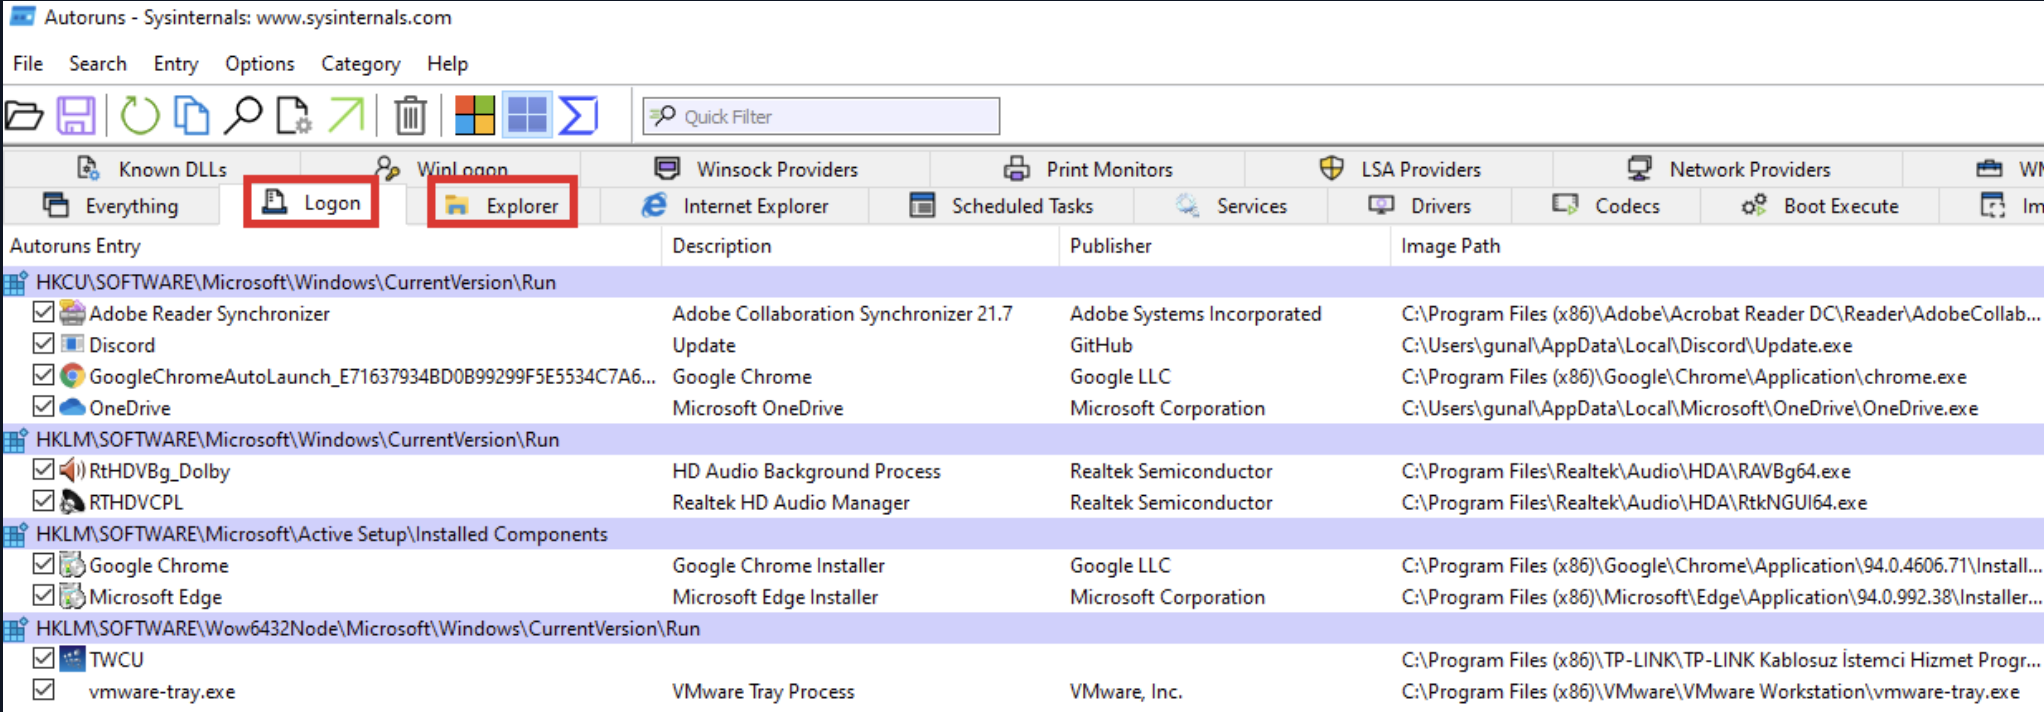 Autoruns - Sysinternals: www.sysinternals.com
File Search Entry Options Category Help
Quick Filter
Known DLLs WinLogon Winsock Providers Print Monitors LSA Providers Network Providers WM
Everything Logon Explorer Internet Explorer Scheduled Tasks Services Drivers Codecs Boot Execute Im
Autoruns Entry Description Publisher Image Path
HKCU\SOFTWARE\Microsoft\Windows\CurrentVersion\Run
Adobe Reader Synchronizer Adobe Collaboration Synchronizer 21.7 Adobe Systems Incorporated C:\Program Files (x86)\Adobe\Acrobat Reader DC\Reader\AdobeCollab...
Discord Update GitHub C:\Users\gunal\AppData\Local\Discord\Update.exe
GoogleChromeAutoLaunch_E71637934BD0B99299F5E5534C7A6... Google Chrome Google LLC C:\Program Files (x86)\Google\Chrome\Application\chrome.exe
OneDrive Microsoft OneDrive Microsoft Corporation C:\Users\gunal\AppData\Local\Microsoft\OneDrive\OneDrive.exe
HKLM\SOFTWARE\Microsoft\Windows\CurrentVersion\Run
RtHDVBg_Dolby HD Audio Background Process Realtek Semiconductor C:\Program Files\Realtek\Audio\HDA\RAVBg64.exe
RTHDVCPL Realtek HD Audio Manager Realtek Semiconductor C:\Program Files\Realtek\Audio\HDA\RtkNGUI64.exe
HKLM\SOFTWARE\Microsoft\Active Setup\Installed Components
Google Chrome Google Chrome Installer Google LLC C:\Program Files (x86)\Google\Chrome\Application\94.0.4606.71\Install...
Microsoft Edge Microsoft Edge Installer Microsoft Corporation C:\Program Files (x86)\Microsoft\Edge\Application\94.0.992.38\Installer...
HKLM\SOFTWARE\Wow6432Node\Microsoft\Windows\CurrentVersion\Run
TWCU C:\Program Files (x86)\TP-LINK\TP-LINK Kablosuz İstemci Hizmet Progr...
vmware-tray.exe VMware Tray Process VMware, Inc. C:\Program Files (x86)\VMware\VMware Workstation\vmware-tray.exe